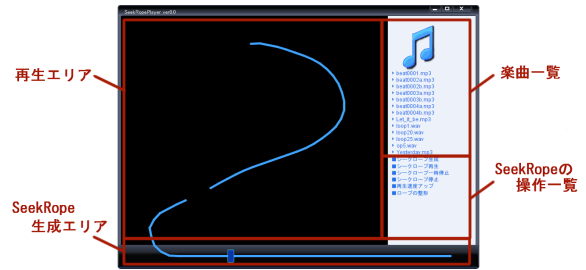 SeekRopePlayer ver0.0
再生エリア
楽曲一覧
beat0001.mp3
beat0002a.mp3
beat0002b.mp3
beat0003a.mp3
beat0003b.mp3
beat0004a.mp3
beat0004b.mp3
Let_it_be.mp3
loop1.wav
loop20.wav
loop25.wav
op5.wav
Yesterday.mp3
■シークロープ生成
■シークロープ再生
■シークロープ一時停止
■シークロープ停止
■再生速度アップ
■ロープの整形
SeekRopeの
操作一覧
SeekRope
生成エリア